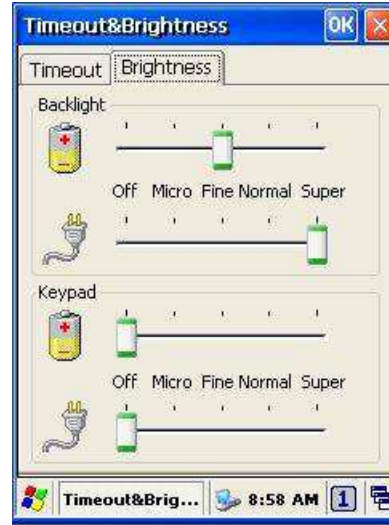 Timeout&Brightness OK
Timeout Brightness
Backlight
Off Micro Fine Normal Super
Keypad
Off Micro Fine Normal Super
Timeout&Brig... 8:58 AM 1